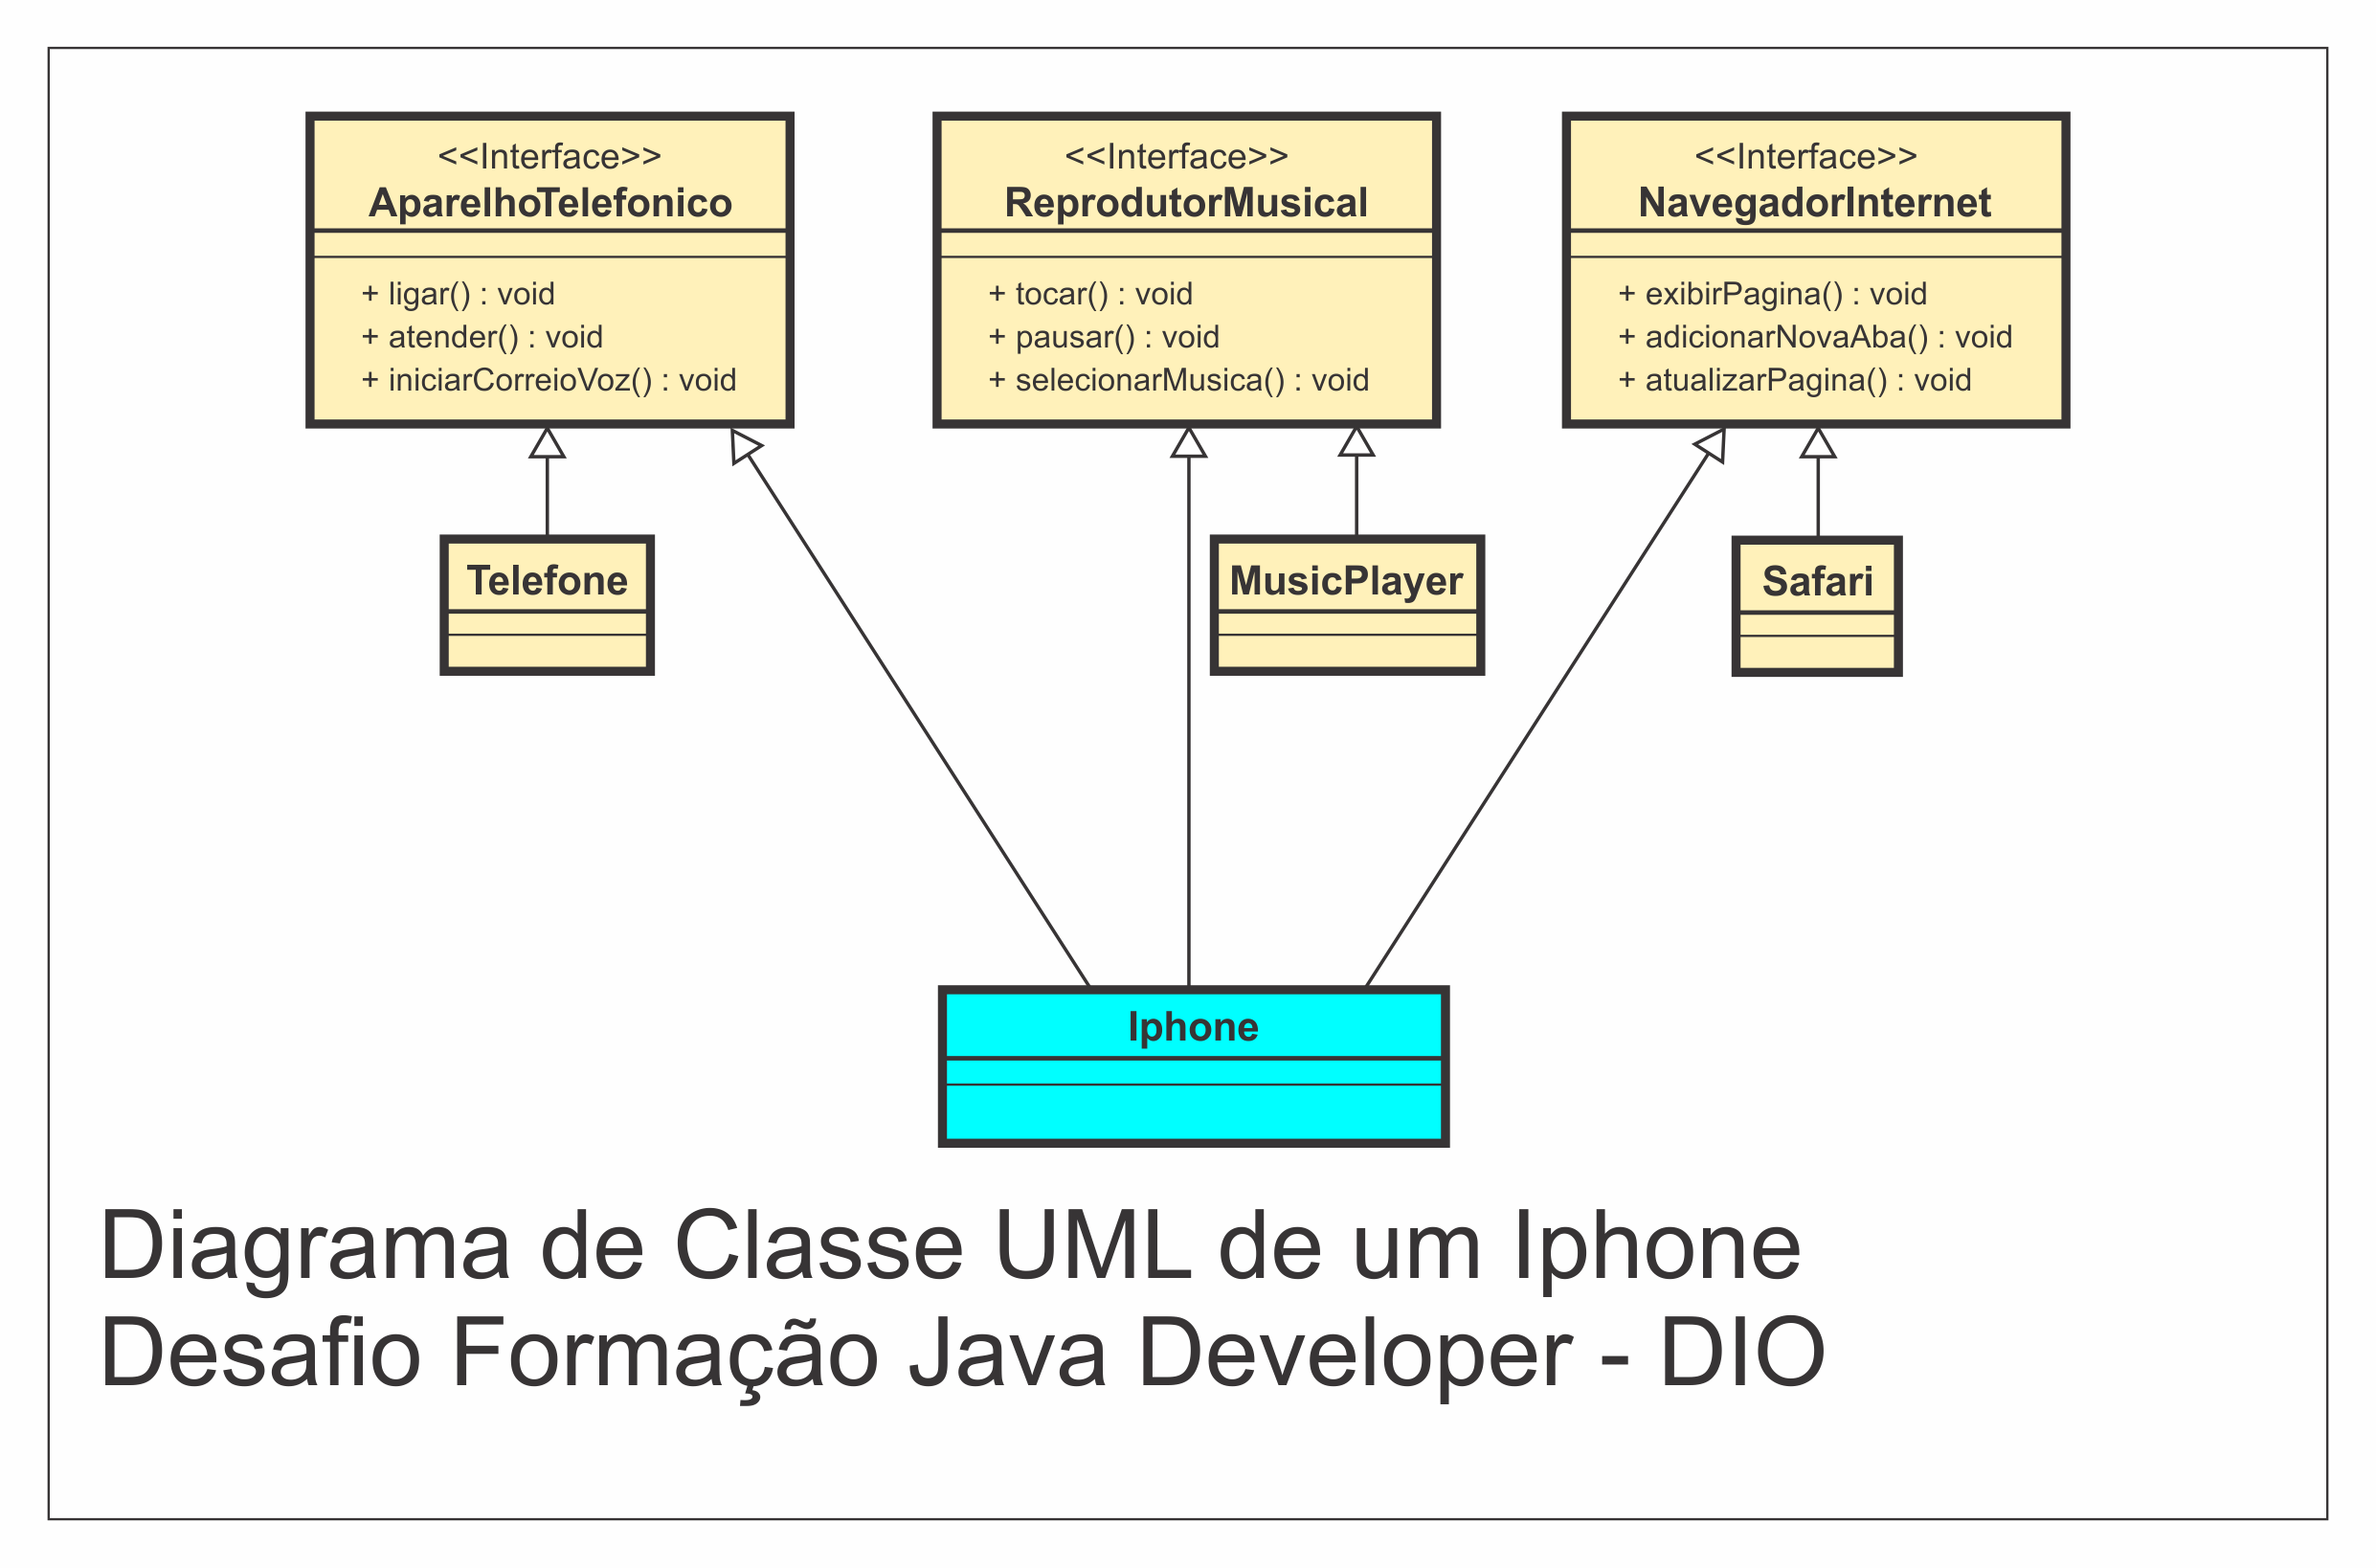 <<Interface>>
AparelhoTelefonico
+ ligar() : void
+ atender() : void
+ iniciarCorreioVoz() : void
<<Interface>>
ReprodutorMusical
+ tocar() : void
+ pausar() : void
+ selecionarMusica() : void
<<Interface>>
NavegadorInternet
+ exibirPagina() : void
+ adicionarNovaAba() : void
+ atualizarPagina() : void
Telefone
MusicPlayer
Safari
Iphone
Diagrama de Classe UML de um Iphone
Desafio Formação Java Developer - DIO